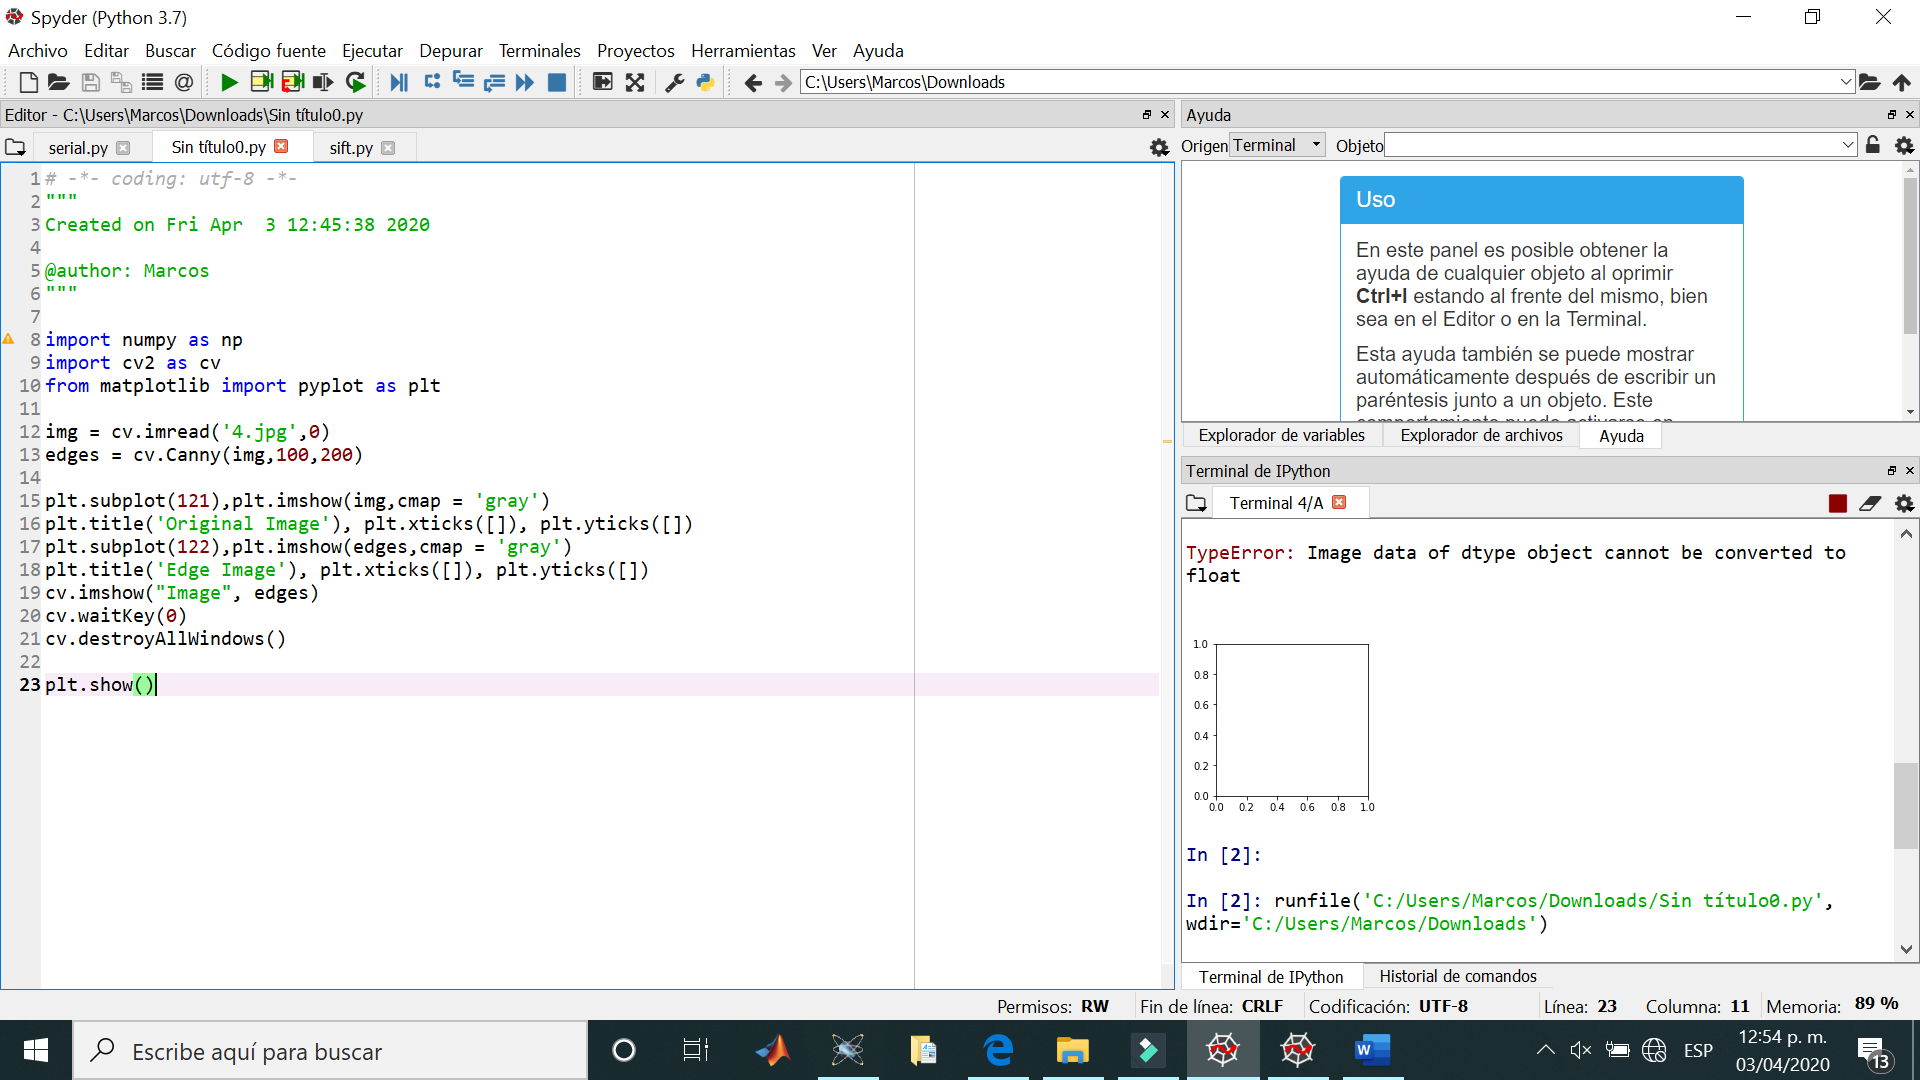 Spyder (Python 3.7)
Archivo Editar Buscar Código fuente Ejecutar Depurar Terminales Proyectos Herramientas Ver Ayuda
C:\Users\Marcos\Downloads
Editor - C:\Users\Marcos\Downloads\Sin título0.py
serial.py Sin título0.py sift.py
1 # -*- coding: utf-8 -*-
2 """
3 Created on Fri Apr  3 12:45:38 2020
4
5 @author: Marcos
6 """
7
8 import numpy as np
9 import cv2 as cv
10 from matplotlib import pyplot as plt
11
12 img = cv.imread('4.jpg',0)
13 edges = cv.Canny(img,100,200)
14
15 plt.subplot(121),plt.imshow(img,cmap = 'gray')
16 plt.title('Original Image'), plt.xticks([]), plt.yticks([])
17 plt.subplot(122),plt.imshow(edges,cmap = 'gray')
18 plt.title('Edge Image'), plt.xticks([]), plt.yticks([])
19 cv.imshow("Image", edges)
20 cv.waitKey(0)
21 cv.destroyAllWindows()
22
23 plt.show()
Ayuda
Origen Terminal Objeto
Uso
En este panel es posible obtener la
ayuda de cualquier objeto al oprimir
Ctrl+I estando al frente del mismo, bien
sea en el Editor o en la Terminal.
Esta ayuda también se puede mostrar
automáticamente después de escribir un
paréntesis junto a un objeto. Este
Explorador de variables Explorador de archivos Ayuda
Terminal de IPython
Terminal 4/A
TypeError: Image data of dtype object cannot be converted to
float
1.0
0.8
0.6
0.4
0.2
0.0
0.0 0.2 0.4 0.6 0.8 1.0
In [2]:
In [2]: runfile('C:/Users/Marcos/Downloads/Sin título0.py',
wdir='C:/Users/Marcos/Downloads')
Terminal de IPython Historial de comandos
Permisos: RW Fin de línea: CRLF Codificación: UTF-8 Línea: 23 Columna: 11 Memoria: 89 %
Escribe aquí para buscar
W
ESP
12:54 p. m.
03/04/2020
13